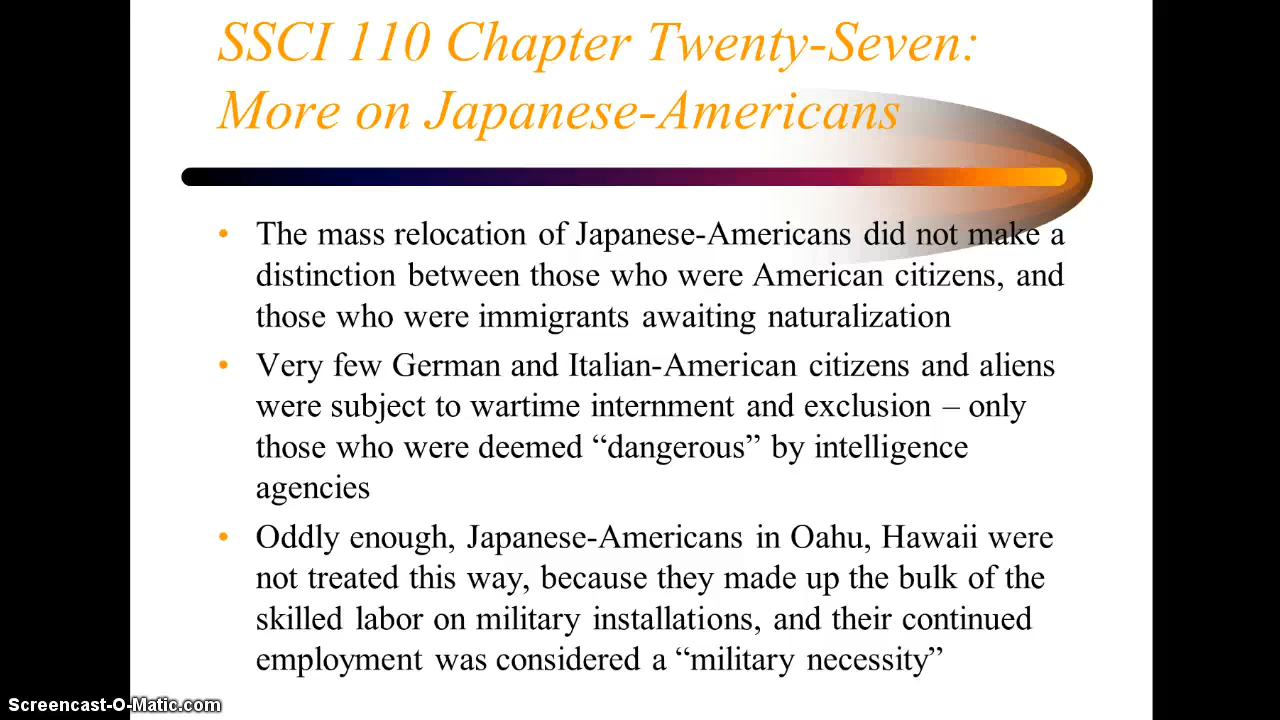 SSCI 110 Chapter Twenty-Seven:
More on Japanese-Americans
• The mass relocation of Japanese-Americans did not make a
distinction between those who were American citizens, and
those who were immigrants awaiting naturalization
• Very few German and Italian-American citizens and aliens
were subject to wartime internment and exclusion – only
those who were deemed “dangerous” by intelligence
agencies
• Oddly enough, Japanese-Americans in Oahu, Hawaii were
not treated this way, because they made up the bulk of the
skilled labor on military installations, and their continued
employment was considered a “military necessity”
Screencast-O-Matic.com